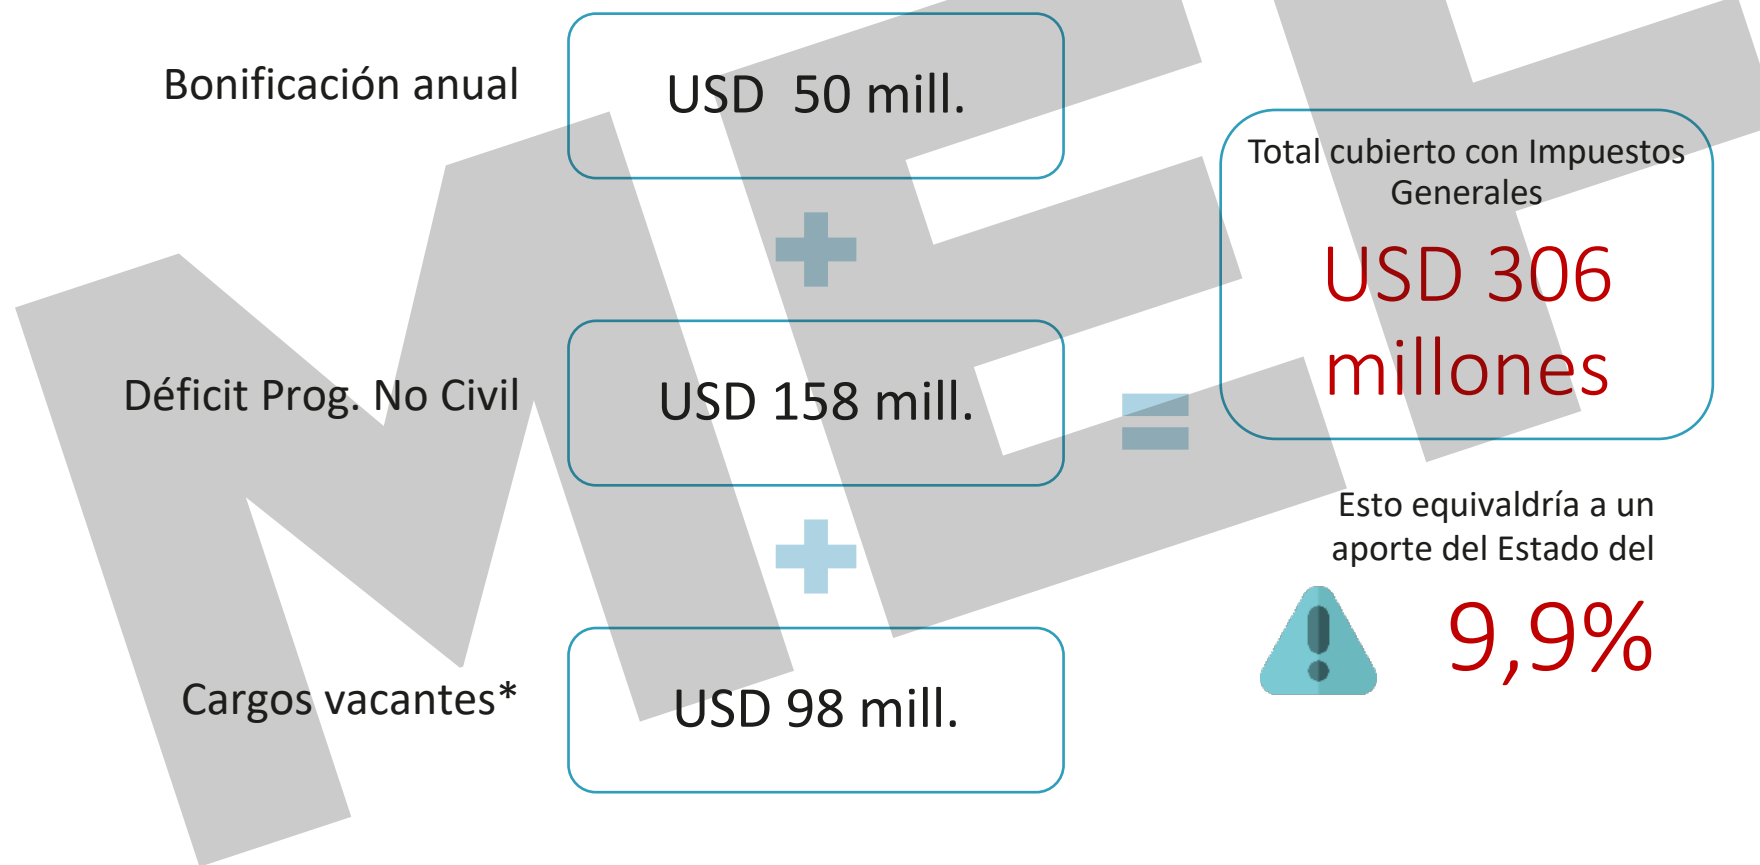 Bonificación anual
USD 50 mill.
Déficit Prog. No Civil
USD 158 mill.
Cargos vacantes*
USD 98 mill.
Total cubierto con Impuestos
Generales
USD 306
millones
Esto equivaldría a un
aporte del Estado del
9,9%
MEF